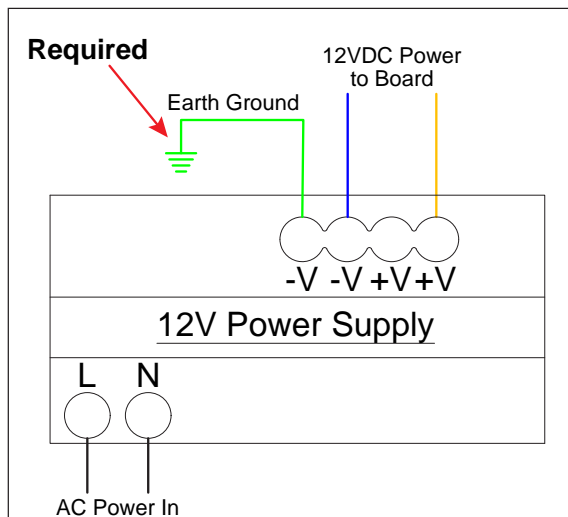 Required
12VDC Power
to Board
Earth Ground
-V -V +V +V
12V Power Supply
L N
AC Power In